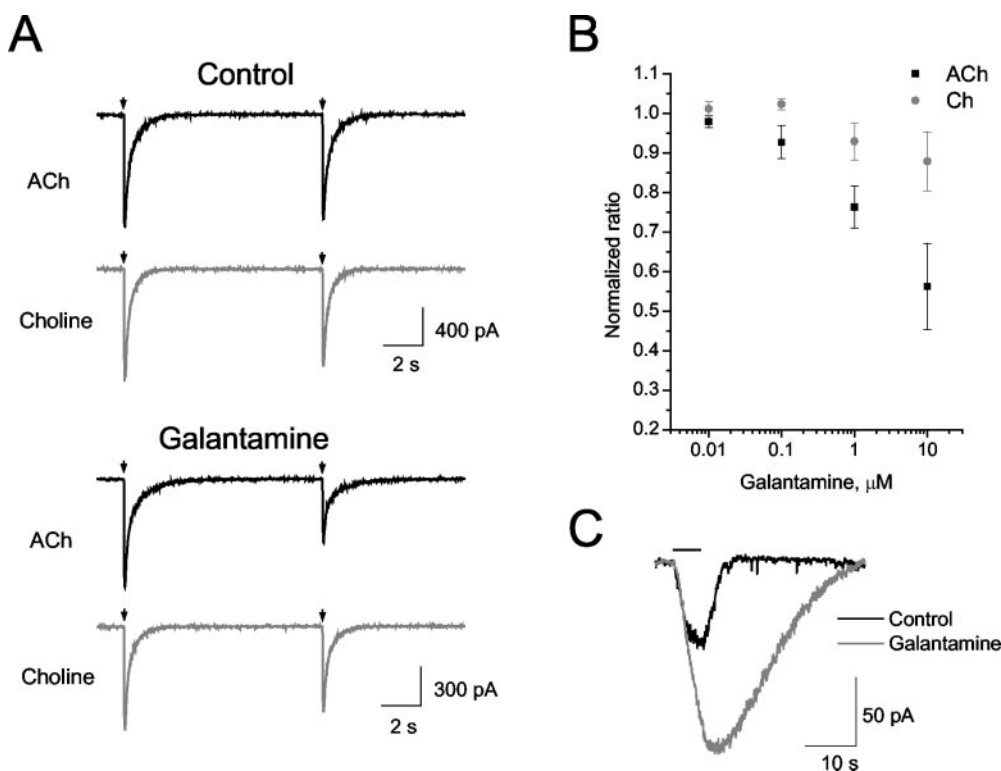 A
Control
ACh
Choline
400 pA
2 s
Galantamine
ACh
Choline
300 pA
2 s
B
ACh
Ch
Normalized ratio
1.1
1.0
0.9
0.8
0.7
0.6
0.5
0.4
0.3
0.2
0.01
0.1
1
10
Galantamine, μM
C
Control
Galantamine
50 pA
10 s